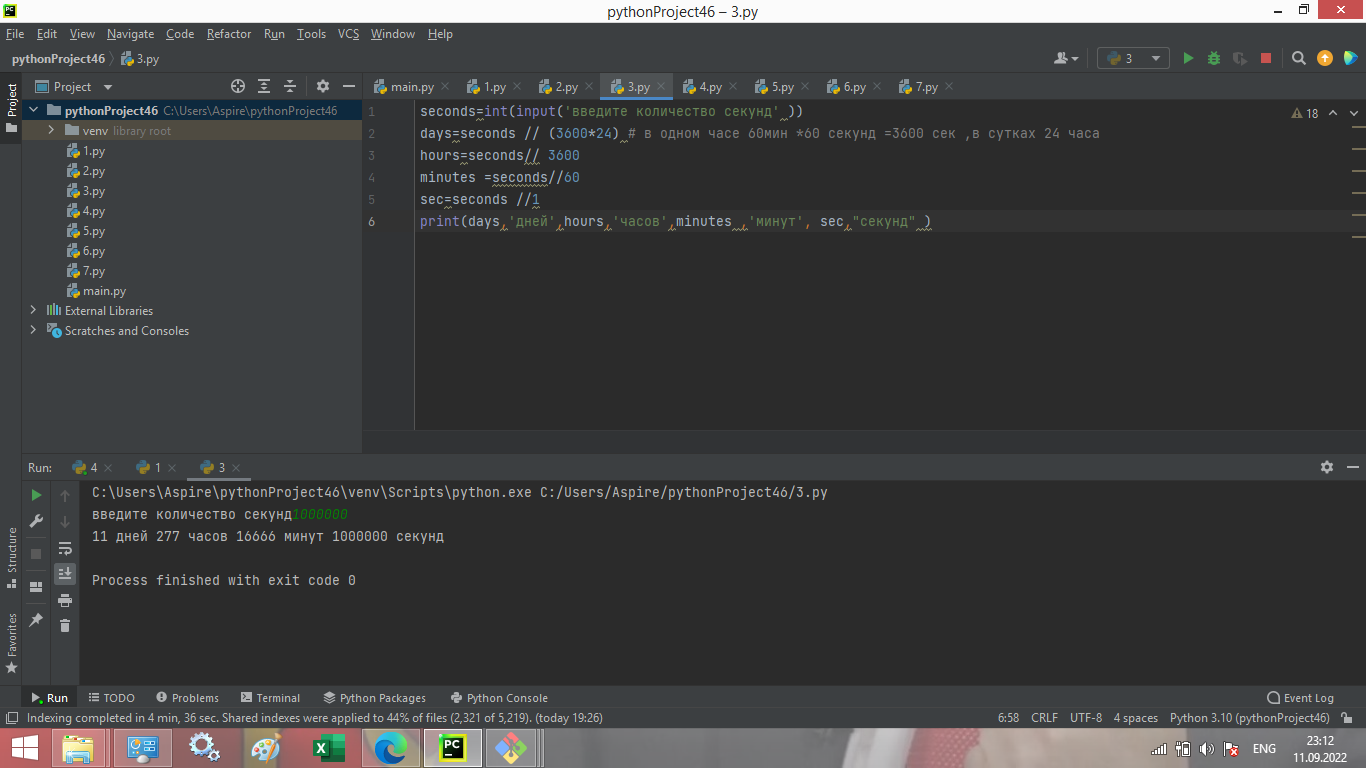 pythonProject46 – 3.py
File Edit View Navigate Code Refactor Run Tools VCS Window Help
pythonProject46 3.py
3
Project
main.py 1.py 2.py 3.py 4.py 5.py 6.py 7.py
Project
pythonProject46 C:\Users\Aspire\pythonProject46
venv library root
1.py
2.py
3.py
4.py
5.py
6.py
7.py
main.py
External Libraries
Scratches and Consoles
1 seconds=int(input('введите количество секунд' ))
2 days=seconds // (3600*24) # в одном часе 60мин *60 секунд =3600 сек ,в сутках 24 часа
3 hours=seconds// 3600
4 minutes =seconds//60
5 sec=seconds //1
6 print(days,'дней',hours,'часов',minutes ,'минут', sec,"секунд" )
18
Run: 4 1 3
C:\Users\Aspire\pythonProject46\venv\Scripts\python.exe C:/Users/Aspire/pythonProject46/3.py
введите количество секунд1000000
11 дней 277 часов 16666 минут 1000000 секунд
Process finished with exit code 0
Structure
Favorites
Run TODO Problems Terminal Python Packages Python Console Event Log
Indexing completed in 4 min, 36 sec. Shared indexes were applied to 44% of files (2,321 of 5,219). (today 19:26) 6:58 CRLF UTF-8 4 spaces Python 3.10 (pythonProject46)
PC
ENG
23:12
11.09.2022